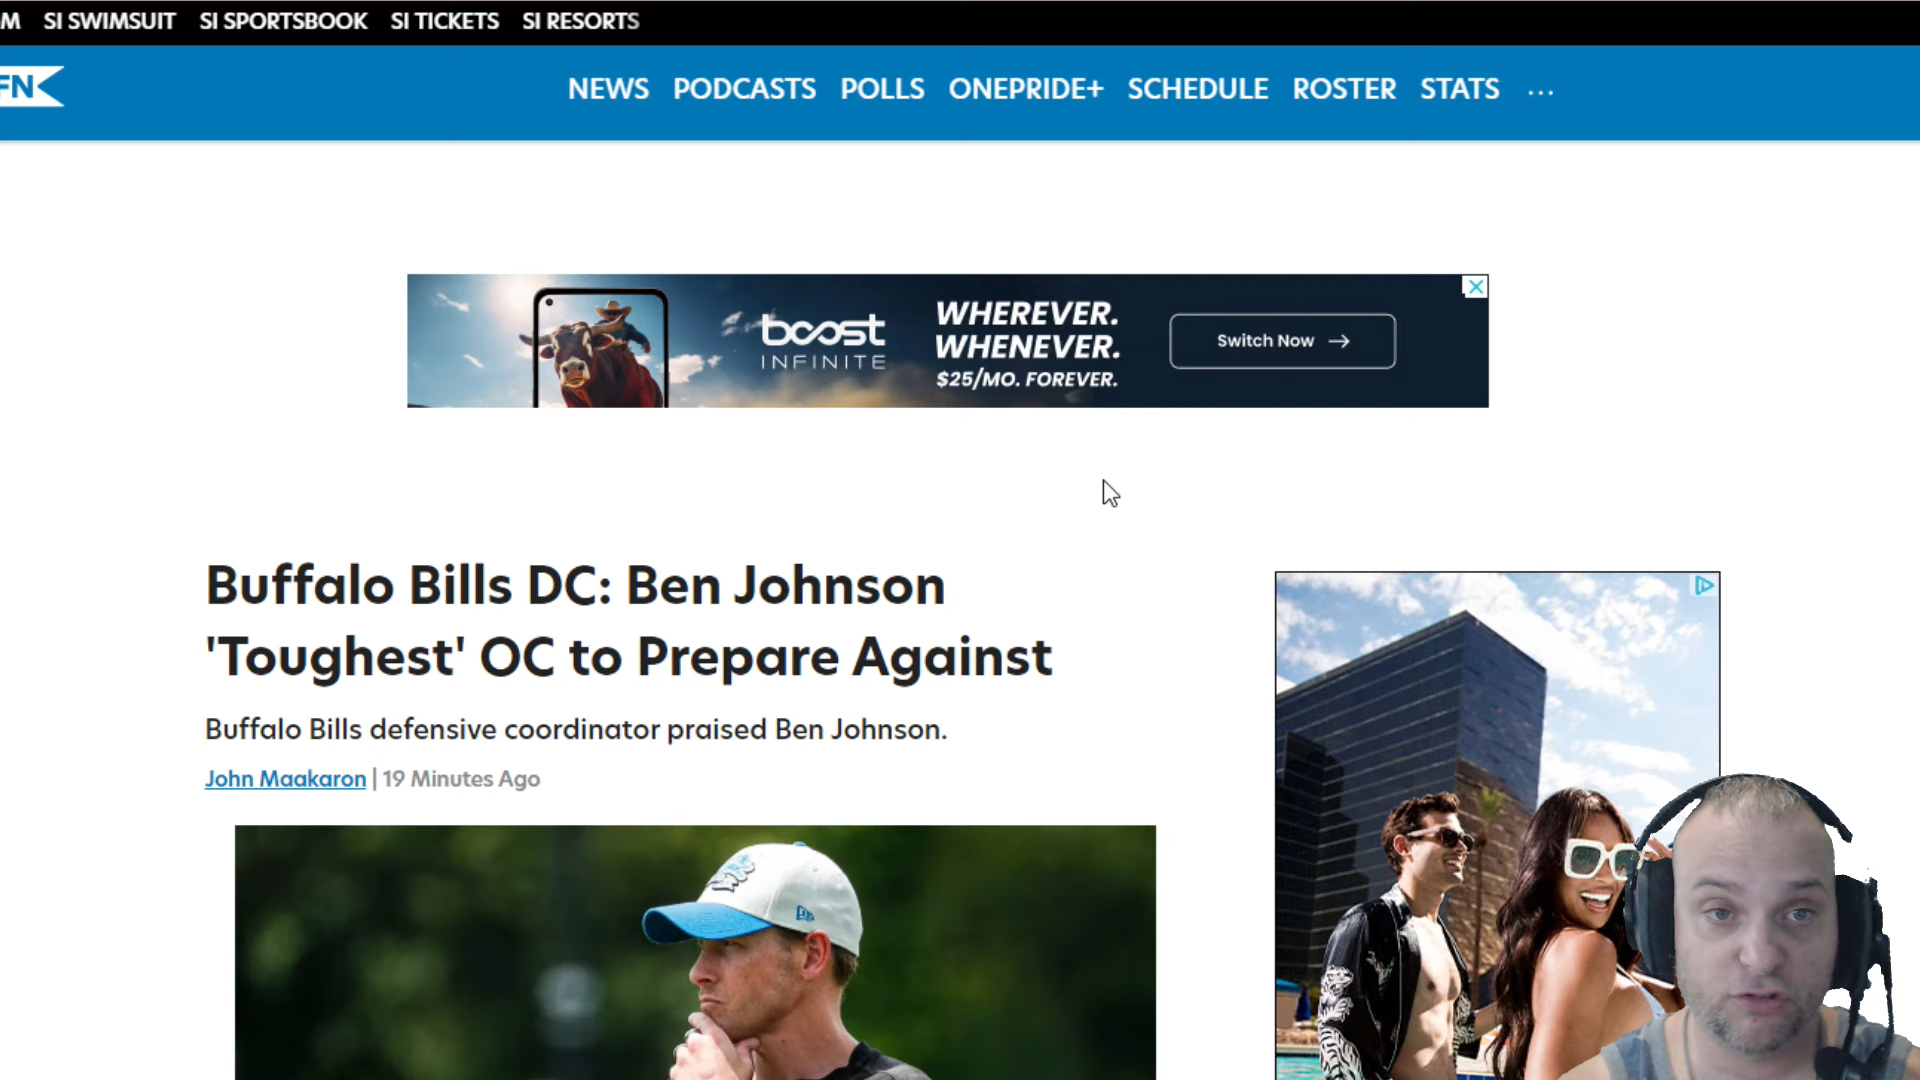 M SI SWIMSUIT SI SPORTSBOOK SI TICKETS SI RESORTS
FN
NEWS PODCASTS POLLS ONEPRIDE+ SCHEDULE ROSTER STATS ...
boost
INFINITE
WHEREVER.
WHENEVER.
$25/MO. FOREVER.
Switch Now →
Buffalo Bills DC: Ben Johnson
'Toughest' OC to Prepare Against
Buffalo Bills defensive coordinator praised Ben Johnson.
John Maakaron | 19 Minutes Ago